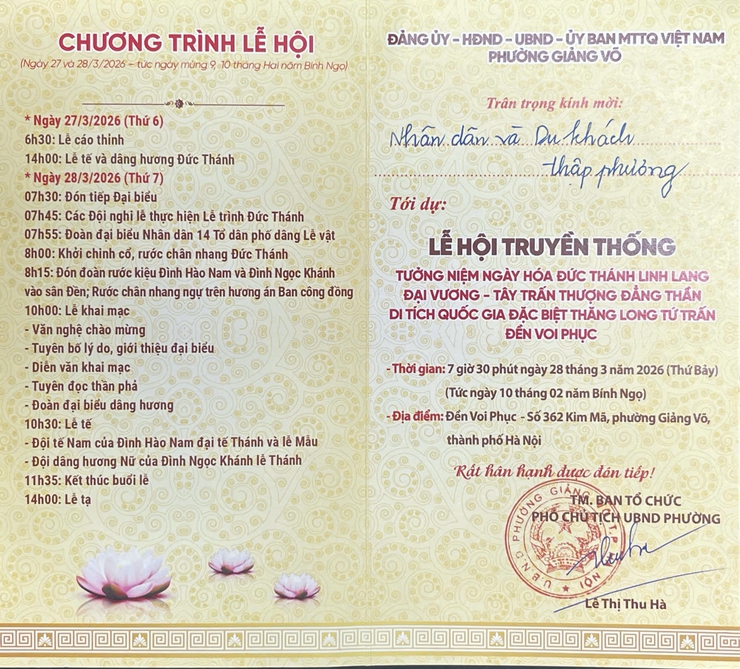 CHƯƠNG TRÌNH LỄ HỘI
(Ngày 27 và 28/3/2026 – tức ngày mùng 9, 10 tháng Hai năm Bính Ngọ)
* Ngày 27/3/2026 (Thứ 6)
6h30: Lễ cáo thỉnh
14h00: Lễ tế và dâng hương Đức Thánh
* Ngày 28/3/2026 (Thứ 7)
07h30: Đón tiếp Đại biểu
07h45: Các Đội nghi lễ thực hiện Lễ trình Đức Thánh
07h55: Đoàn đại biểu Nhân dân 14 Tổ dân phố dâng Lễ vật
8h00: Khởi chinh cổ, rước chân nhang Đức Thánh
8h15: Đón đoàn rước kiệu Đình Hào Nam và Đình Ngọc Khánh
vào sân Đền; Rước chân nhang ngự trên hương án Ban công đồng
10h00: Lễ khai mạc
- Văn nghệ chào mừng
- Tuyên bố lý do, giới thiệu đại biểu
- Diễn văn khai mạc
- Tuyên đọc thần phả
- Đoàn đại biểu dâng hương
10h30: Lễ tế
- Đội tế Nam của Đình Hào Nam đại tế Thánh và lễ Mẫu
- Đội dâng hương Nữ của Đình Ngọc Khánh lễ Thánh
11h35: Kết thúc buổi lễ
14h00: Lễ tạ
ĐẢNG ỦY – HĐND – UBND – ỦY BAN MTTQ VIỆT NAM
PHƯỜNG GIẢNG VÕ
Trân trọng kính mời:
Nhân dân và Du khách
thập phương
Tới dự:
LỄ HỘI TRUYỀN THỐNG
TƯỞNG NIỆM NGÀY HÓA ĐỨC THÁNH LINH LANG
ĐẠI VƯƠNG – TÂY TRẤN THƯỢNG ĐẲNG THẦN
DI TÍCH QUỐC GIA ĐẶC BIỆT THĂNG LONG TỨ TRẤN
ĐỀN VOI PHỤC
- Thời gian: 7 giờ 30 phút ngày 28 tháng 3 năm 2026 (Thứ Bảy)
(Tức ngày 10 tháng 02 năm Bính Ngọ)
- Địa điểm: Đền Voi Phục - Số 362 Kim Mã, phường Giảng Võ,
thành phố Hà Nội
Rất hân hạnh được đón tiếp!
TM. BAN TỔ CHỨC
PHÓ CHỦ TỊCH UBND PHƯỜNG
U.B.N.D PHƯỜNG GIẢNG
NỘI
Lê Thị Thu Hà